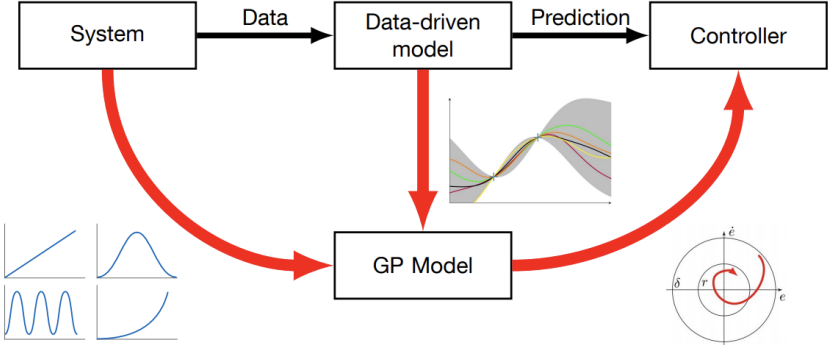 System
Data
Data-driven
model
Prediction
Controller
GP Model
ė
δ
r
e